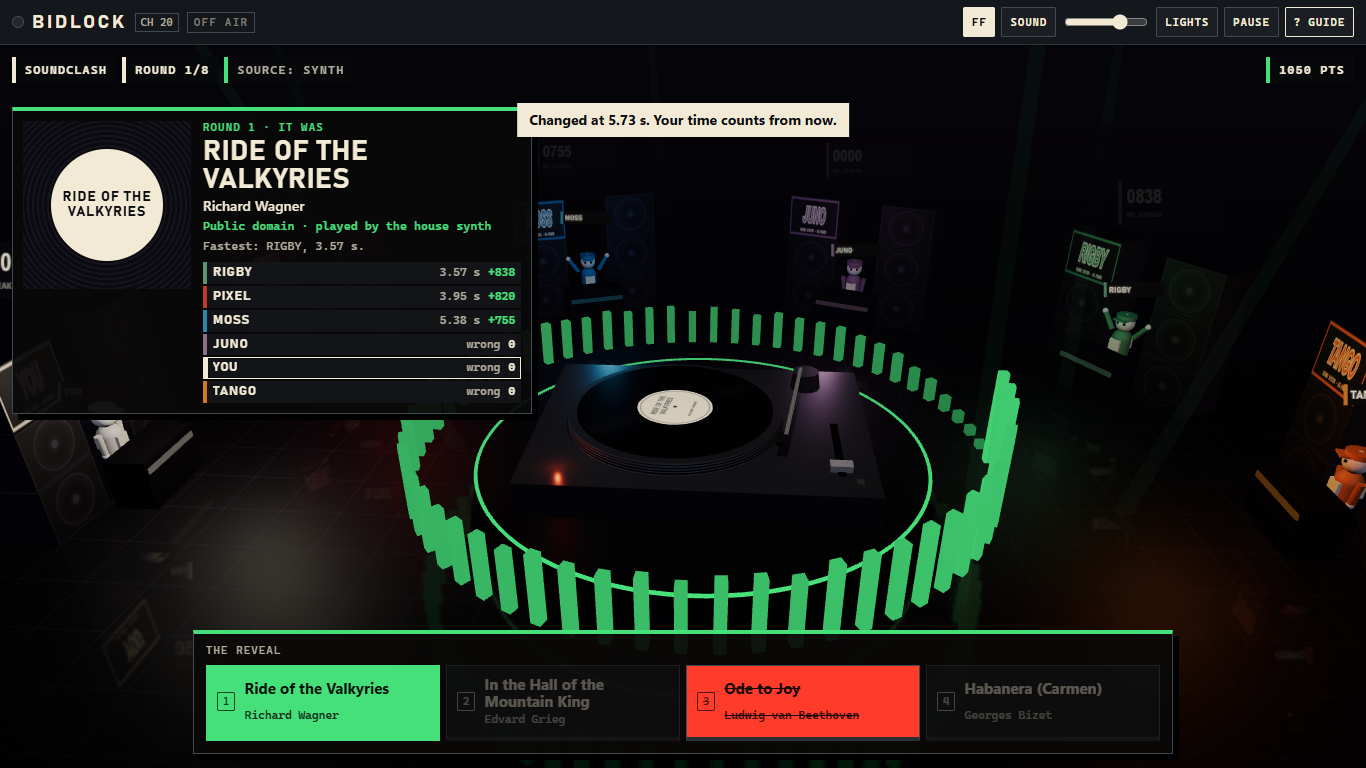 BIDLOCK CH 20 OFF AIR FF SOUND LIGHTS PAUSE ? GUIDE
SOUNDCLASH ROUND 1/8 SOURCE: SYNTH 1050 PTS
Changed at 5.73 s. Your time counts from now.
RIDE OF THE
VALKYRIES
ROUND 1 · IT WAS
RIDE OF THE
VALKYRIES
Richard Wagner
Public domain · played by the house synth
Fastest: RIGBY, 3.57 s.
RIGBY 3.57 s +838
PIXEL 3.95 s +820
MOSS 5.38 s +755
JUNO wrong 0
YOU wrong 0
TANGO wrong 0
0755
0000
0838
MOSS
JUNO
JUNO
RIGBY
RIGBY
TANGO
THE REVEAL
1 Ride of the Valkyries
Richard Wagner
2 In the Hall of the
Mountain King
Edvard Grieg
3 Ode to Joy
Ludwig van Beethoven
4 Habanera (Carmen)
Georges Bizet